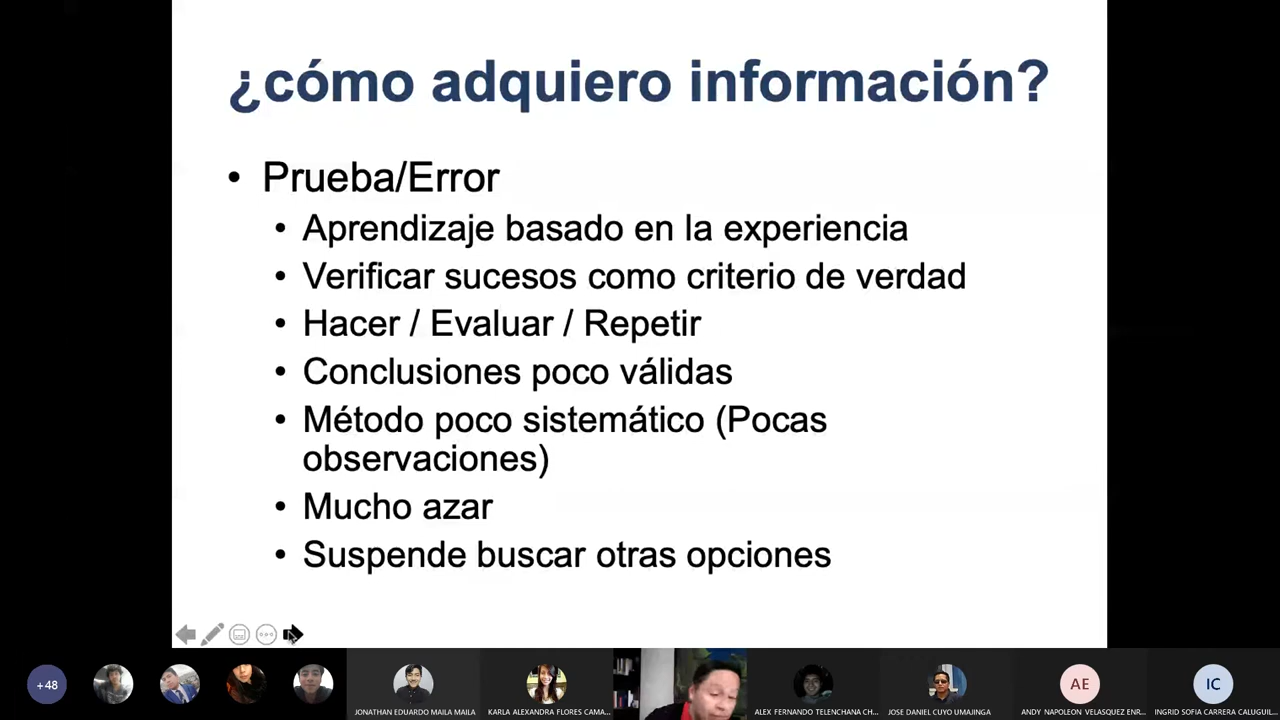 ¿cómo adquiero información?
• Prueba/Error
• Aprendizaje basado en la experiencia
• Verificar sucesos como criterio de verdad
• Hacer / Evaluar / Repetir
• Conclusiones poco válidas
• Método poco sistemático (Pocas
observaciones)
• Mucho azar
• Suspende buscar otras opciones
+48
AE
IC
JONATHAN EDUARDO MAILA MAILA
KARLA ALEXANDRA FLORES CAMA...
ALEX FERNANDO TELENCHANA CH...
JOSE DANIEL CUYO UMAJINGA
ANDY NAPOLEON VELASQUEZ ENR...
INGRID SOFIA CARRERA CALUGUIL...